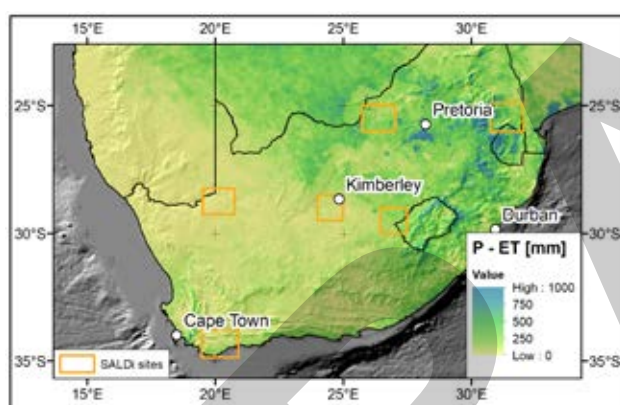 15°E 20°E 25°E 30°E
25°S 25°S
Pretoria
Kimberley
30°S 30°S
Durban
P - ET [mm]
Value
High : 1000
750
500
250
Low : 0
Cape Town
35°S 35°S
SALDi sites
15°E 20°E 25°E 30°E